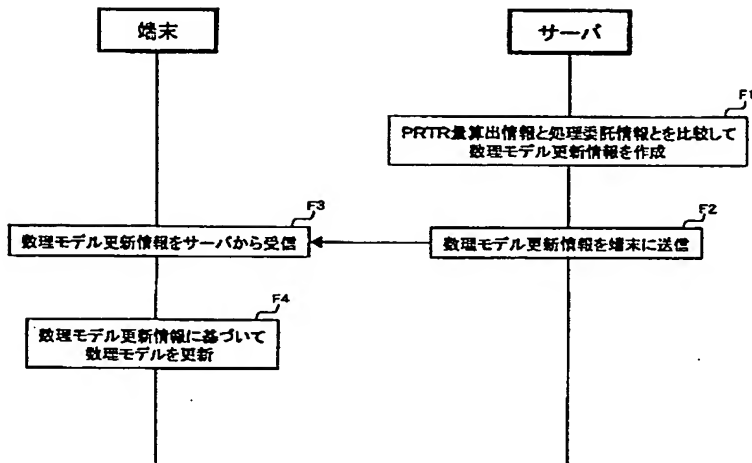 端末
サーバ
F1
PRTR量算出情報と処理委託情報とを比較して
数理モデル更新情報を作成
F3
数理モデル更新情報をサーバから受信
F2
数理モデル更新情報を端末に送信
F4
数理モデル更新情報に基づいて
数理モデルを更新